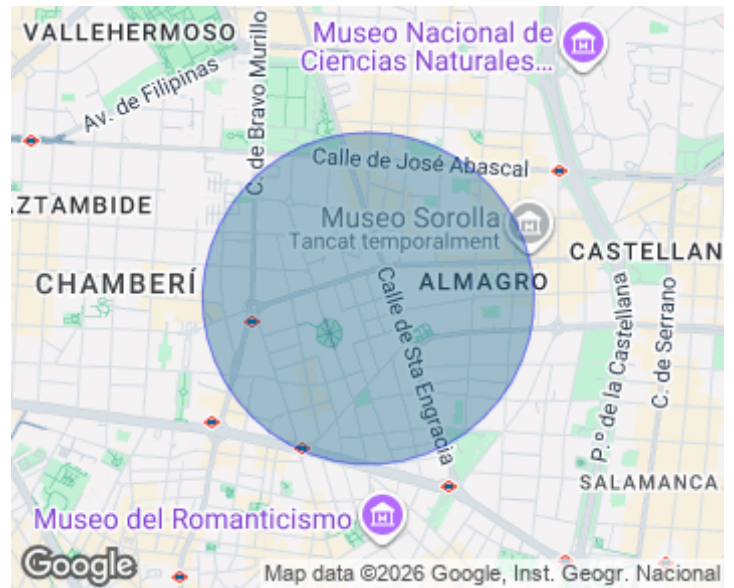 VALLEHERMOSO
Museo Nacional de
Ciencias Naturales...
Av. de Filipinas
C. de Bravo Murillo
Calle de José Abascal
AZTAMBIDE
Museo Sorolla
Tancat temporalment
CASTELLAN
CHAMBERÍ
ALMAGRO
Calle de Sta Engracia
P.º de la Castellana
C. de Serrano
SALAMANCA
Museo del Romanticismo
Google
Map data ©2026 Google, Inst. Geogr. Nacional